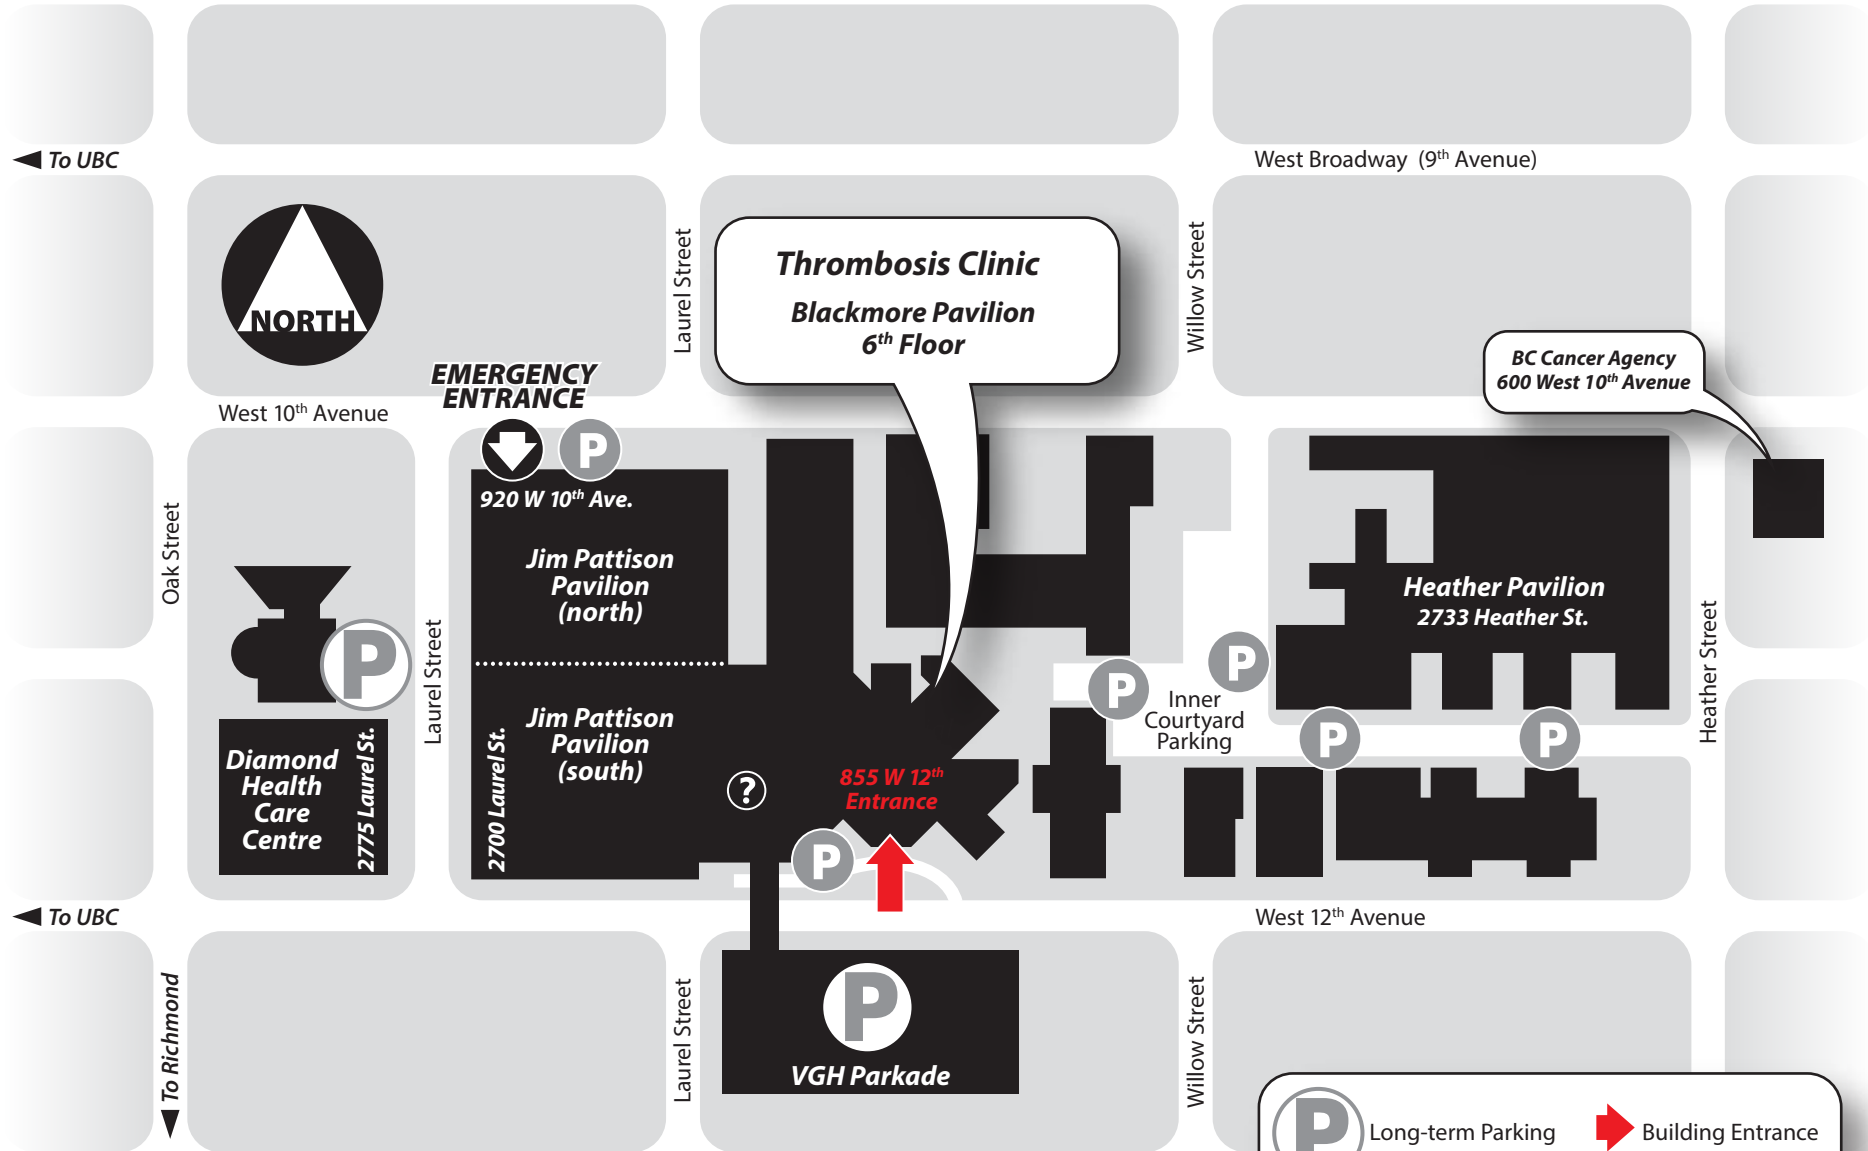 To UBC
West Broadway (9th Avenue)
NORTH
Laurel Street
Thrombosis Clinic
Blackmore Pavilion
6th Floor
Willow Street
BC Cancer Agency
600 West 10th Avenue
EMERGENCY
ENTRANCE
West 10th Avenue
P
920 W 10th Ave.
Oak Street
Jim Pattison
Pavilion
(north)
Heather Pavilion
2733 Heather St.
Heather Street
Laurel Street
P
P
P
Inner
Courtyard
Parking
P
P
Jim Pattison
Pavilion
(south)
2700 Laurel St.
Diamond
Health
Care
Centre
2775 Laurel St.
?
855 W 12th
Entrance
P
To UBC
West 12th Avenue
To Richmond
Laurel Street
P
VGH Parkade
Willow Street
P
Long-term Parking
Building Entrance